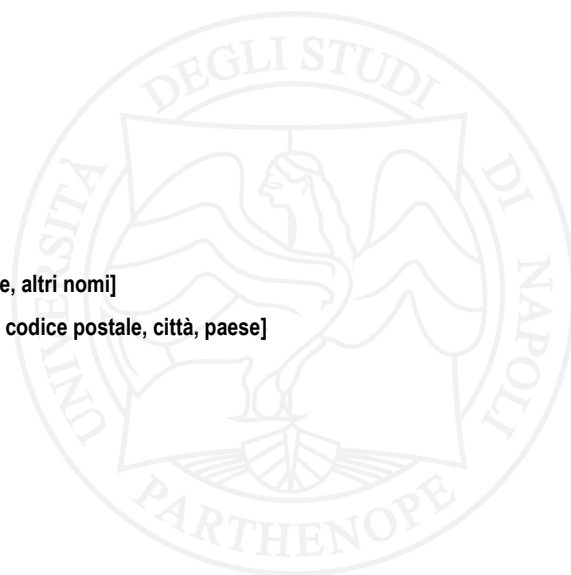 UNIVERSITÀ DEGLI STUDI DI NAPOLI
PARTHENOPE
e, altri nomi]
codice postale, città, paese]